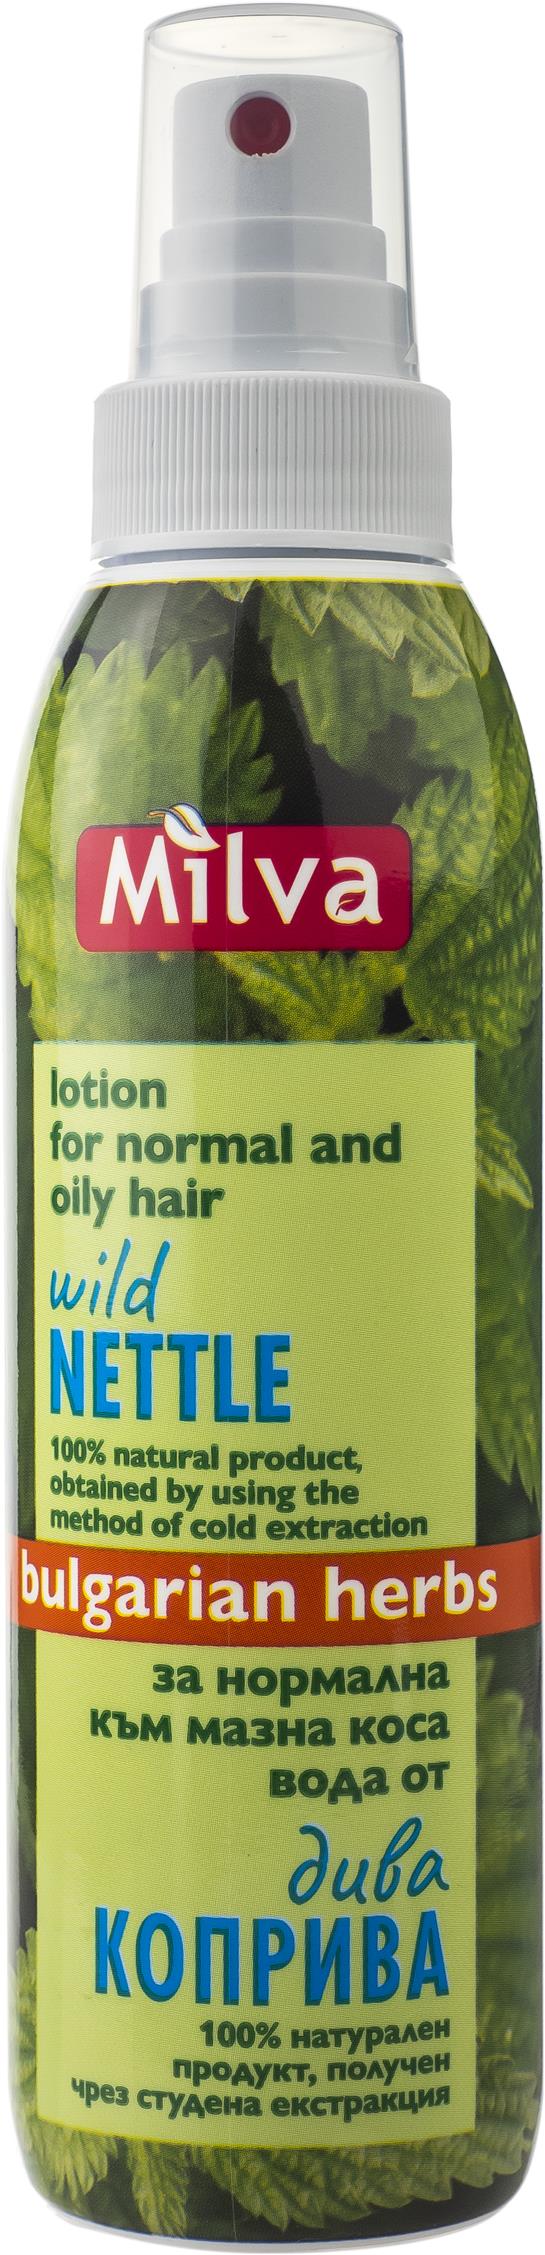 Milva
lotion
for normal and
oily hair
wild
NETTLE
100% natural product,
obtained by using the
method of cold extraction
bulgarian herbs
за нормална
към мазна коса
вода от
дива
КОПРИВА
100% натурален
продукт, получен
чрез студена екстракция